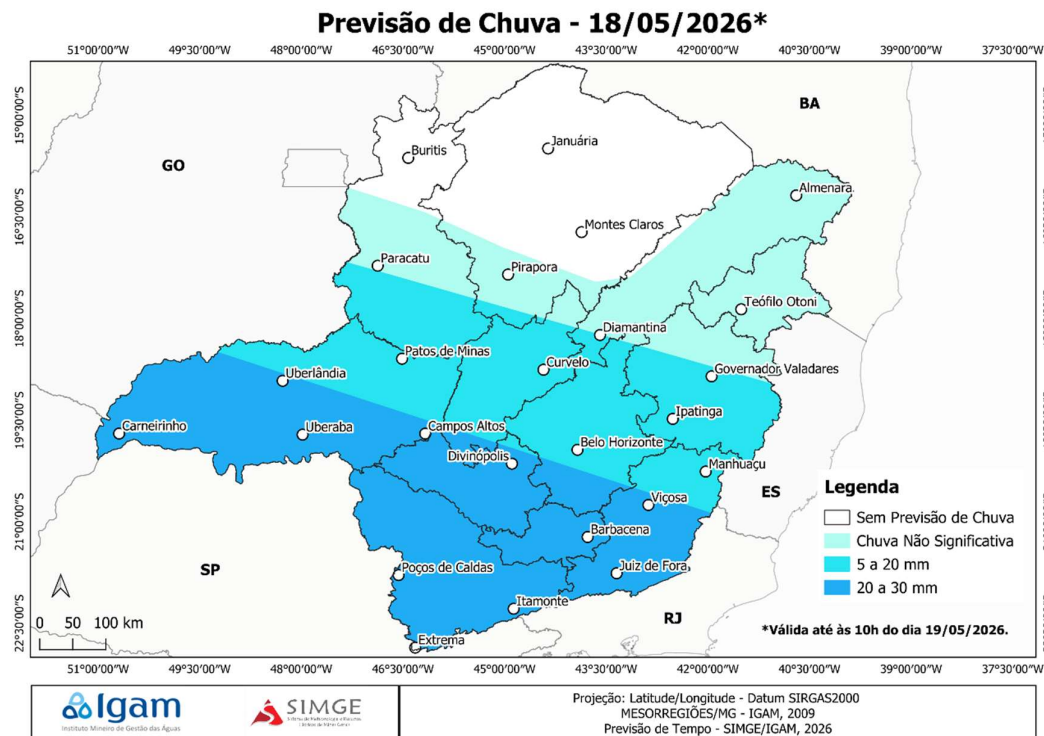 Previsão de Chuva - 18/05/2026*
51°00'00"W 49°30'00"W 48°00'00"W 46°30'00"W 45°00'00"W 43°30'00"W 42°00'00"W 40°30'00"W 39°00'00"W 37°30'00"W
15°00'00"S
16°30'00"S
18°00'00"S
19°30'00"S
21°00'00"S
22°30'00"S
BA
GO
Buritis
Januária
Almenara
Montes Claros
Paracatu
Pirapora
Teófilo Otoni
Diamantina
Patos de Minas
Curvelo
Governador Valadares
Uberlândia
Ipatinga
Carneirinho
Uberaba
Campos Altos
Belo Horizonte
Divinópolis
Manhuaçu
ES
Viçosa
Barbacena
SP
Poços de Caldas
Juiz de Fora
Itamonte
RJ
Extrema
Legenda
Sem Previsão de Chuva
Chuva Não Significativa
5 a 20 mm
20 a 30 mm
0 50 100 km
*Válida até às 10h do dia 19/05/2026.
51°00'00"W 49°30'00"W 48°00'00"W 46°30'00"W 45°00'00"W 43°30'00"W 42°00'00"W 40°30'00"W 39°00'00"W 37°30'00"W
Igam
Instituto Mineiro de Gestão das Águas
SIMGE
Projeção: Latitude/Longitude - Datum SIRGAS2000
MESORREGIÕES/MG - IGAM, 2009
Previsão de Tempo - SIMGE/IGAM, 2026